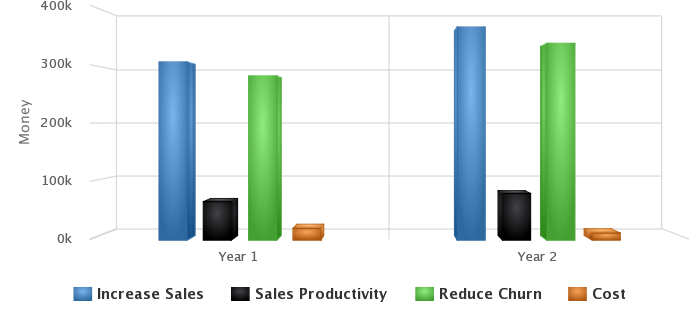 400k
300k
200k
100k
0k
Money
Year 1
Year 2
Increase Sales
Sales Productivity
Reduce Churn
Cost